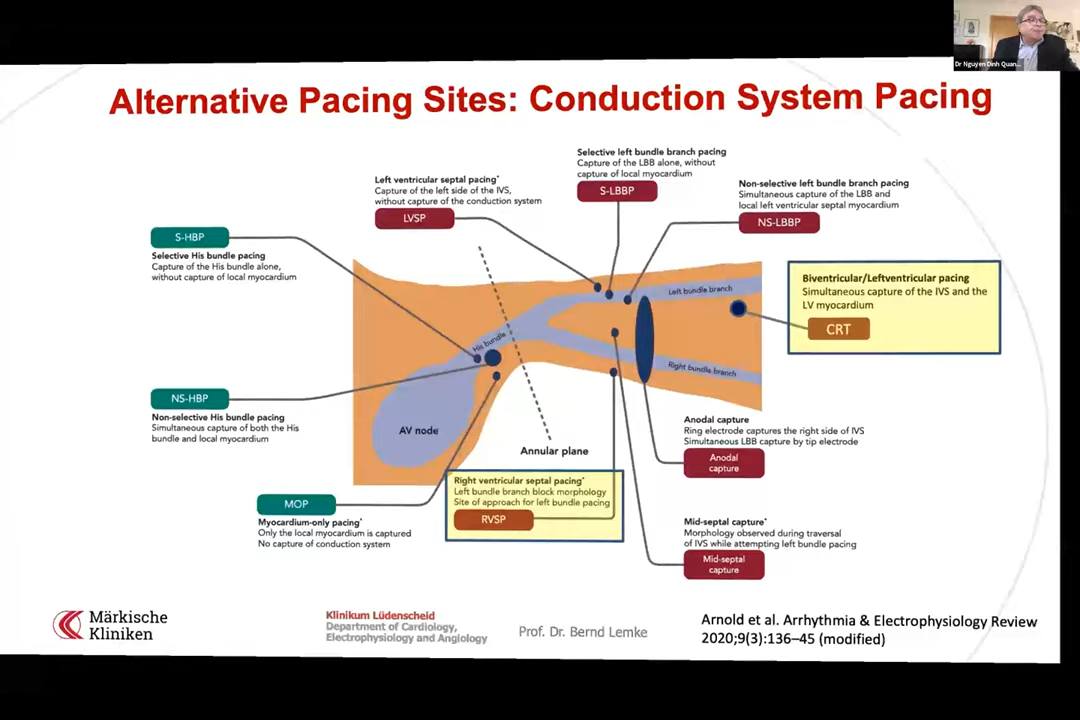 Dr Nguyen Dinh Quan...
Alternative Pacing Sites: Conduction System Pacing
Selective left bundle branch pacing
Capture of the LBB alone, without
capture of local myocardium
S-LBBP
Left ventricular septal pacing*
Capture of the left side of the IVS,
without capture of the conduction system
LVSP
Non-selective left bundle branch pacing
Simultaneous capture of the LBB and
local left ventricular septal myocardium
NS-LBBP
S-HBP
Selective His bundle pacing
Capture of the His bundle alone,
without capture of local myocardium
Biventricular/Leftventricular pacing
Simultaneous capture of the IVS and the
LV myocardium
CRT
Left bundle branch
His bundle
Right bundle branch
NS-HBP
Non-selective His bundle pacing
Simultaneous capture of both the His
bundle and local myocardium
AV node
Annular plane
Anodal capture
Ring electrode captures the right side of IVS
Simultaneous LBB capture by tip electrode
Anodal
capture
Right ventricular septal pacing*
Left bundle branch block morphology
Site of approach for left bundle pacing
RVSP
MOP
Myocardium-only pacing*
Only the local myocardium is captured
No capture of conduction system
Mid-septal capture*
Morphology observed during traversal
of IVS while attempting left bundle pacing
Mid-septal
capture
Märkische
Kliniken
Klinikum Lüdenscheid
Department of Cardiology,
Electrophysiology and Angiology
Prof. Dr. Bernd Lemke
Arnold et al. Arrhythmia & Electrophysiology Review
2020;9(3):136–45 (modified)